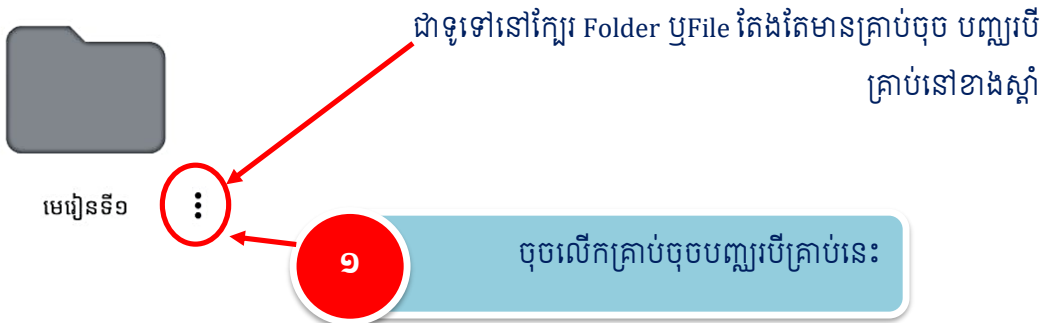 ជាទូទៅនៅក្បែរ Folder ឬFile តែងតែមានគ្រាប់ចុច បញ្ឈរបី
គ្រាប់នៅខាងស្តាំ
មេរៀនទី១
១
ចុចលើកគ្រាប់ចុចបញ្ឈរបីគ្រាប់នេះ